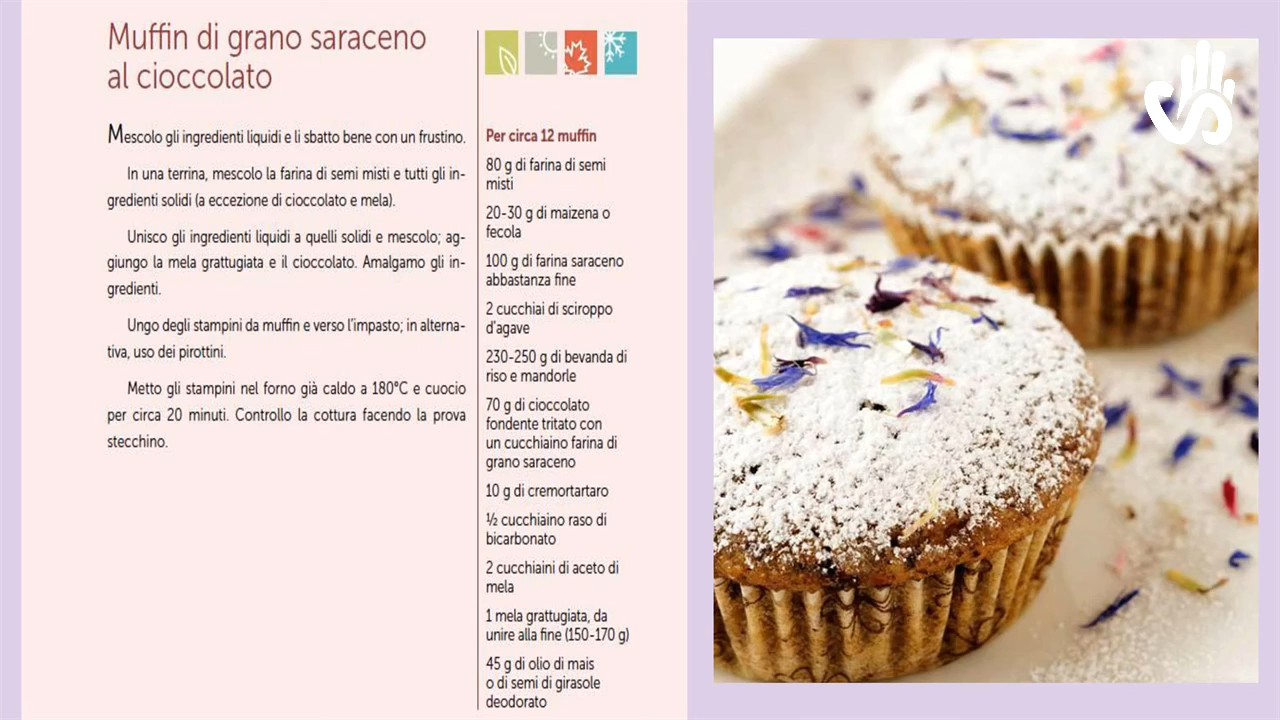 Muffin di grano saraceno
al cioccolato
Mescolo gli ingredienti liquidi e li sbatto bene con un frustino.
In una terrina, mescolo la farina di semi misti e tutti gli in-
gredienti solidi (a eccezione di cioccolato e mela).
Unisco gli ingredienti liquidi a quelli solidi e mescolo; ag-
giungo la mela grattugiata e il cioccolato. Amalgamo gli in-
gredienti.
Ungo degli stampini da muffin e verso l'impasto; in alterna-
tiva, uso dei pirottini.
Metto gli stampini nel forno già caldo a 180°C e cuocio
per circa 20 minuti. Controllo la cottura facendo la prova
stecchino.
Per circa 12 muffin
80 g di farina di semi
misti
20-30 g di maizena o
fecola
100 g di farina saraceno
abbastanza fine
2 cucchiai di sciroppo
d'agave
230-250 g di bevanda di
riso e mandorle
70 g di cioccolato
fondente tritato con
un cucchiaino farina di
grano saraceno
10 g di cremortartaro
½ cucchiaino raso di
bicarbonato
2 cucchiaini di aceto di
mela
1 mela grattugiata, da
unire alla fine (150-170 g)
45 g di olio di mais
o di semi di girasole
deodorato